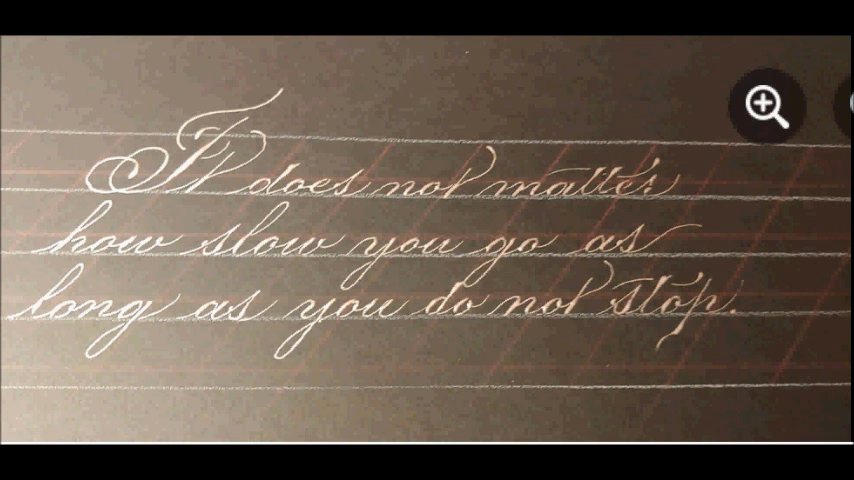 It does not matter
how slow you go as
long as you do not stop.